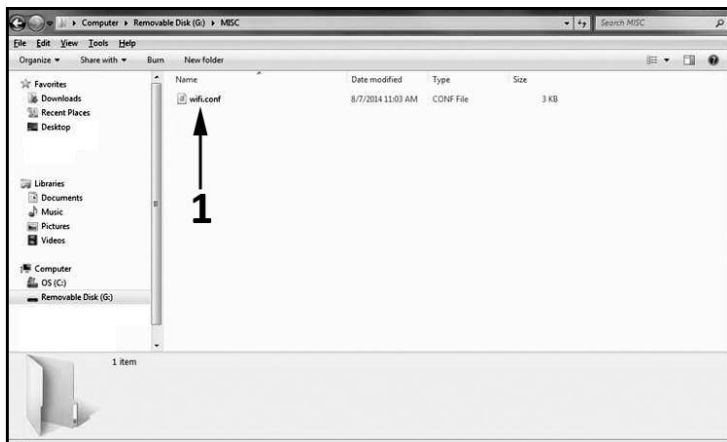 Computer ▸ Removable Disk (G:) ▸ MISC
Search MISC
File Edit View Tools Help
Organize Share with Burn New folder
Name Date modified Type Size
wifi.conf 8/7/2014 11:03 AM CONF File 3 KB
1
Favorites
Downloads
Recent Places
Desktop
Libraries
Documents
Music
Pictures
Videos
Computer
OS (C:)
Removable Disk (G:)
1 item